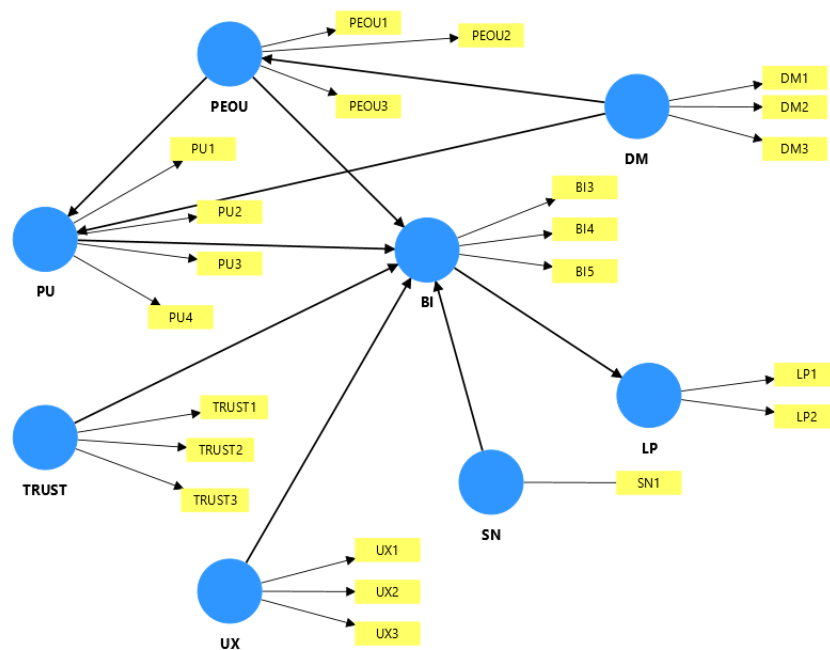 PEOU1
PEOU2
PEOU
PEOU3
DM1
DM2
DM3
DM
PU1
PU2
PU3
PU4
PU
BI3
BI4
BI5
BI
TRUST1
TRUST2
TRUST3
TRUST
LP1
LP2
LP
SN1
SN
UX1
UX2
UX3
UX